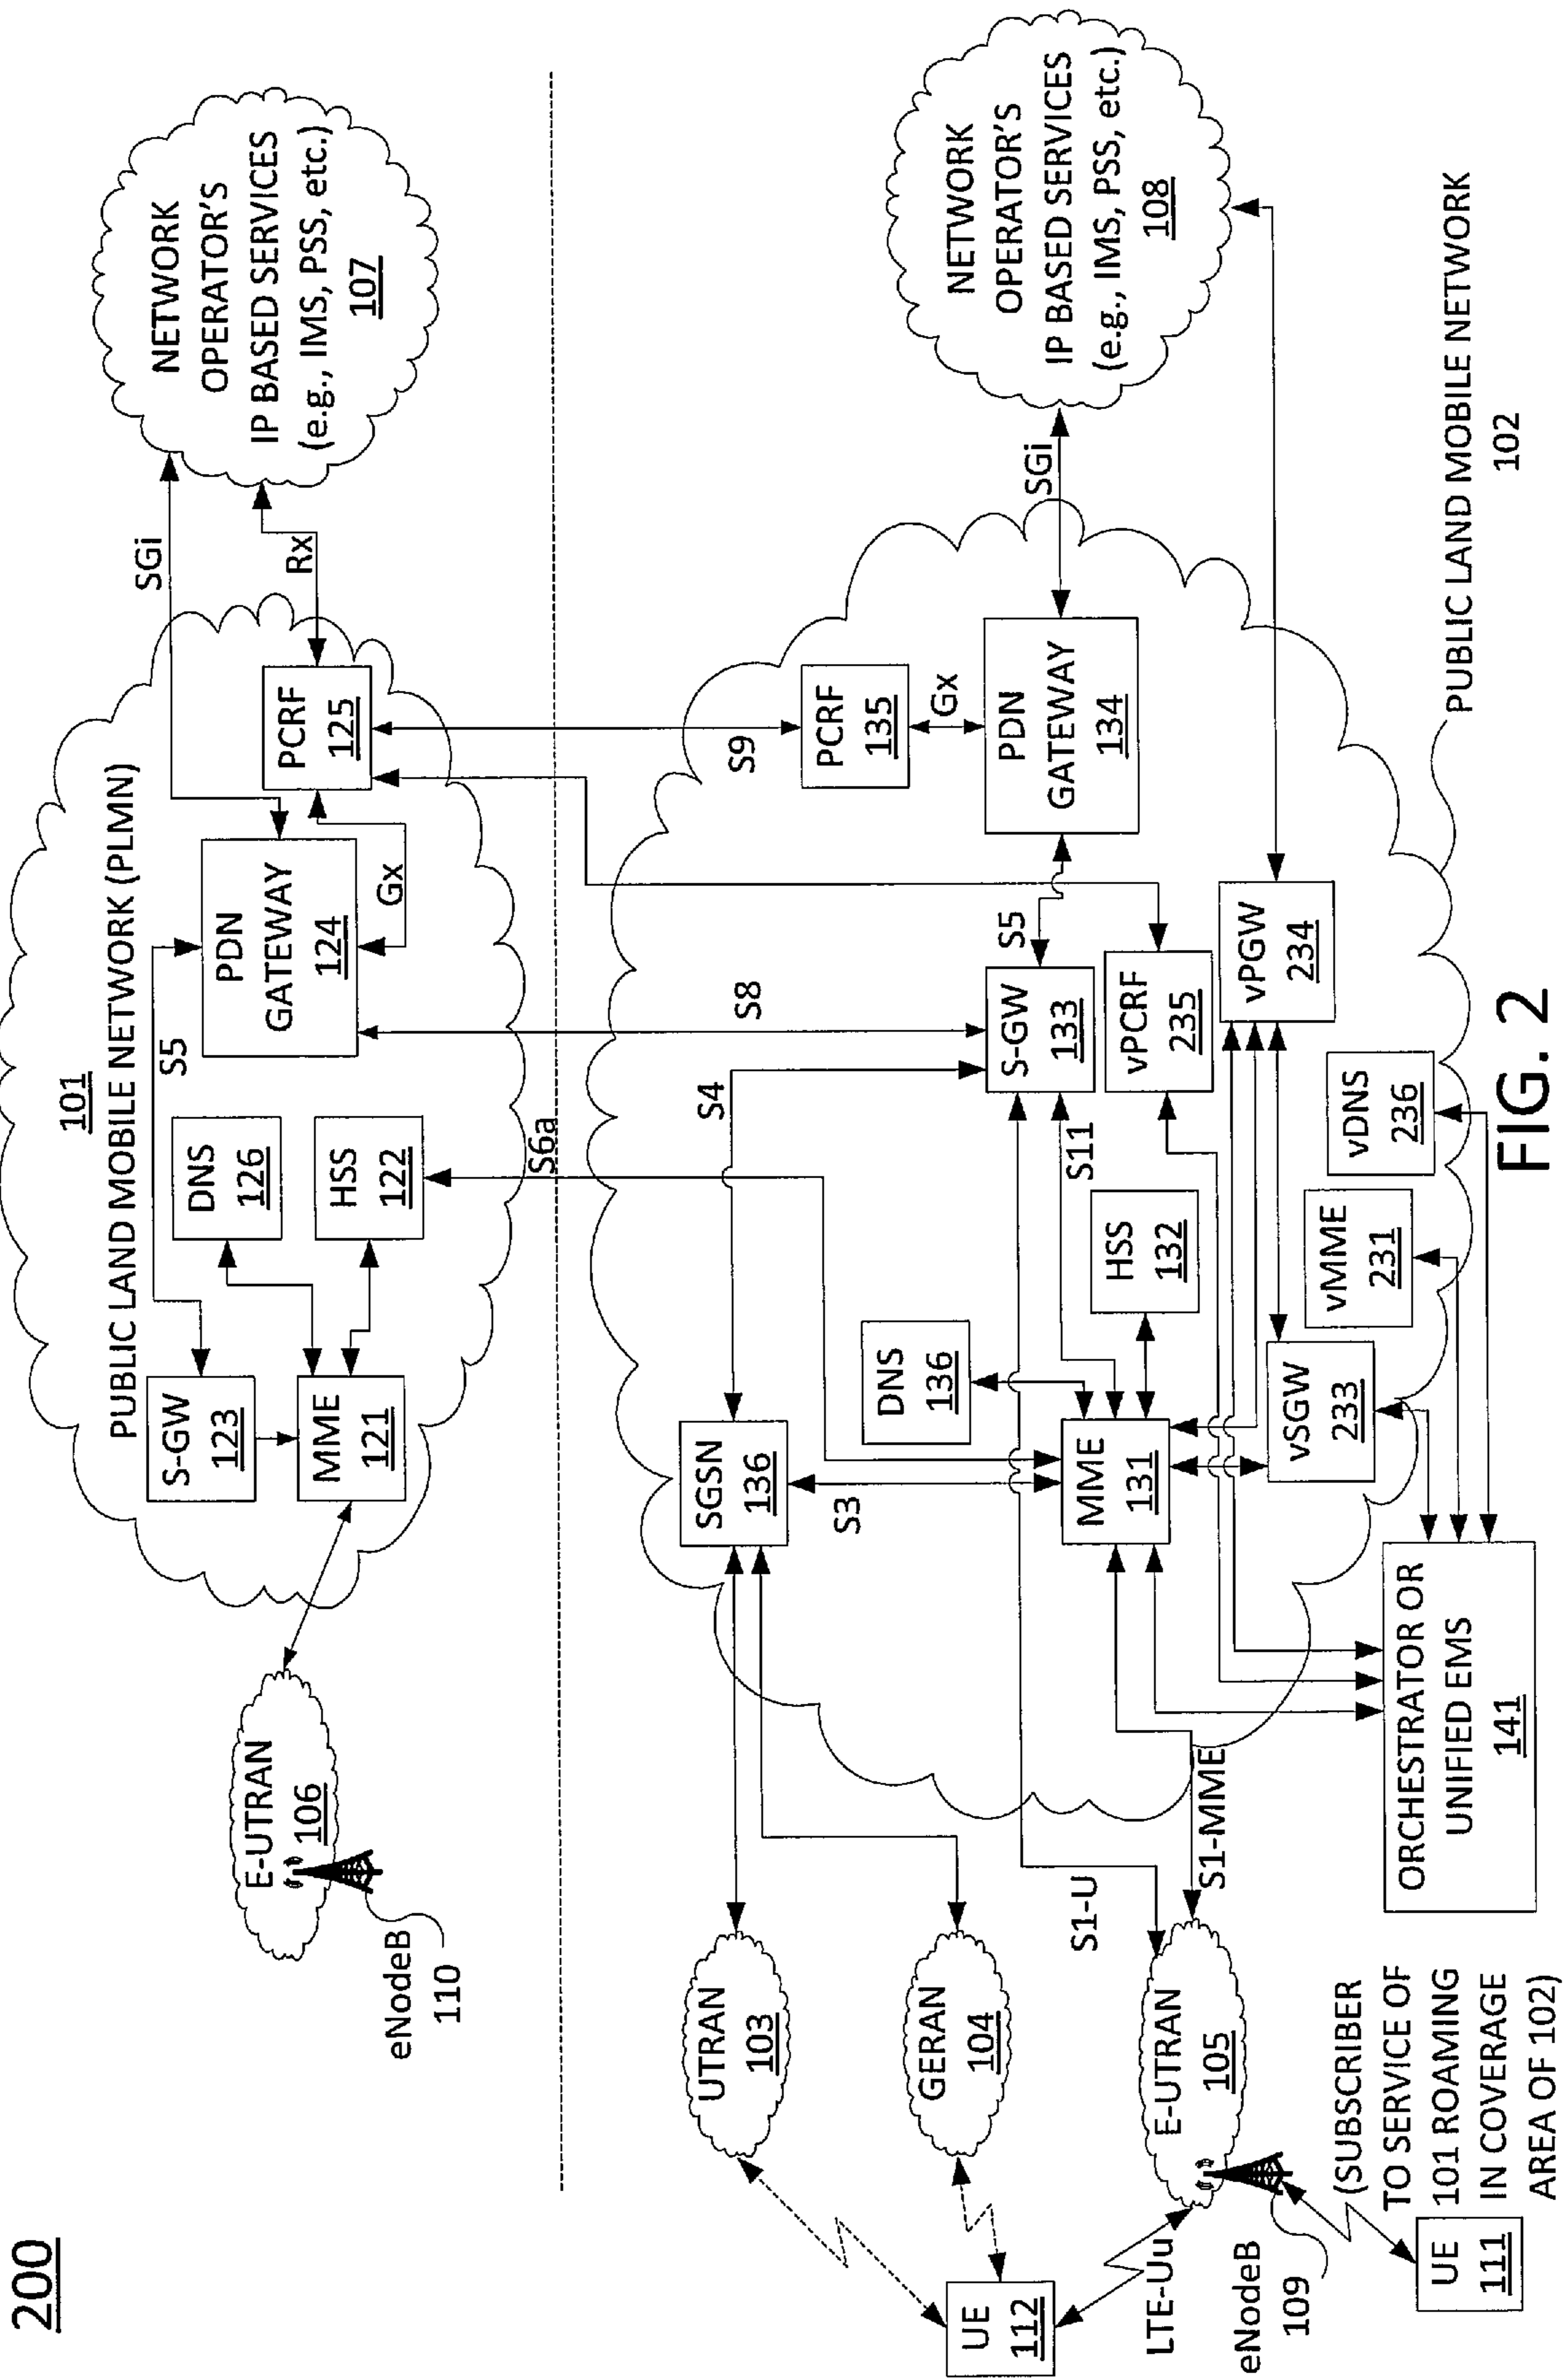 200
101
PUBLIC LAND MOBILE NETWORK (PLMN)
S-GW
123
MME
121
DNS
126
HSS
122
S5
PDN
GATEWAY
124
Gx
PCRF
125
SGi
Rx
NETWORK
OPERATOR'S
IP BASED SERVICES
(e.g., IMS, PSS, etc.)
107
E-UTRAN
106
eNodeB
110
S6a
S8
S9
UTRAN
103
GERAN
104
E-UTRAN
105
UE
112
LTE-Uu
eNodeB
109
UE
111
(SUBSCRIBER
TO SERVICE OF
101 ROAMING
IN COVERAGE
AREA OF 102)
S1-U
S1-MME
SGSN
136
S3
S4
DNS
136
MME
131
HSS
132
S11
S-GW
133
S5
PCRF
135
Gx
PDN
GATEWAY
134
SGi
NETWORK
OPERATOR'S
IP BASED SERVICES
(e.g., IMS, PSS, etc.)
108
vPCRF
235
vPGW
234
vSGW
233
vMME
231
vDNS
236
ORCHESTRATOR OR
UNIFIED EMS
141
PUBLIC LAND MOBILE NETWORK
102
FIG. 2